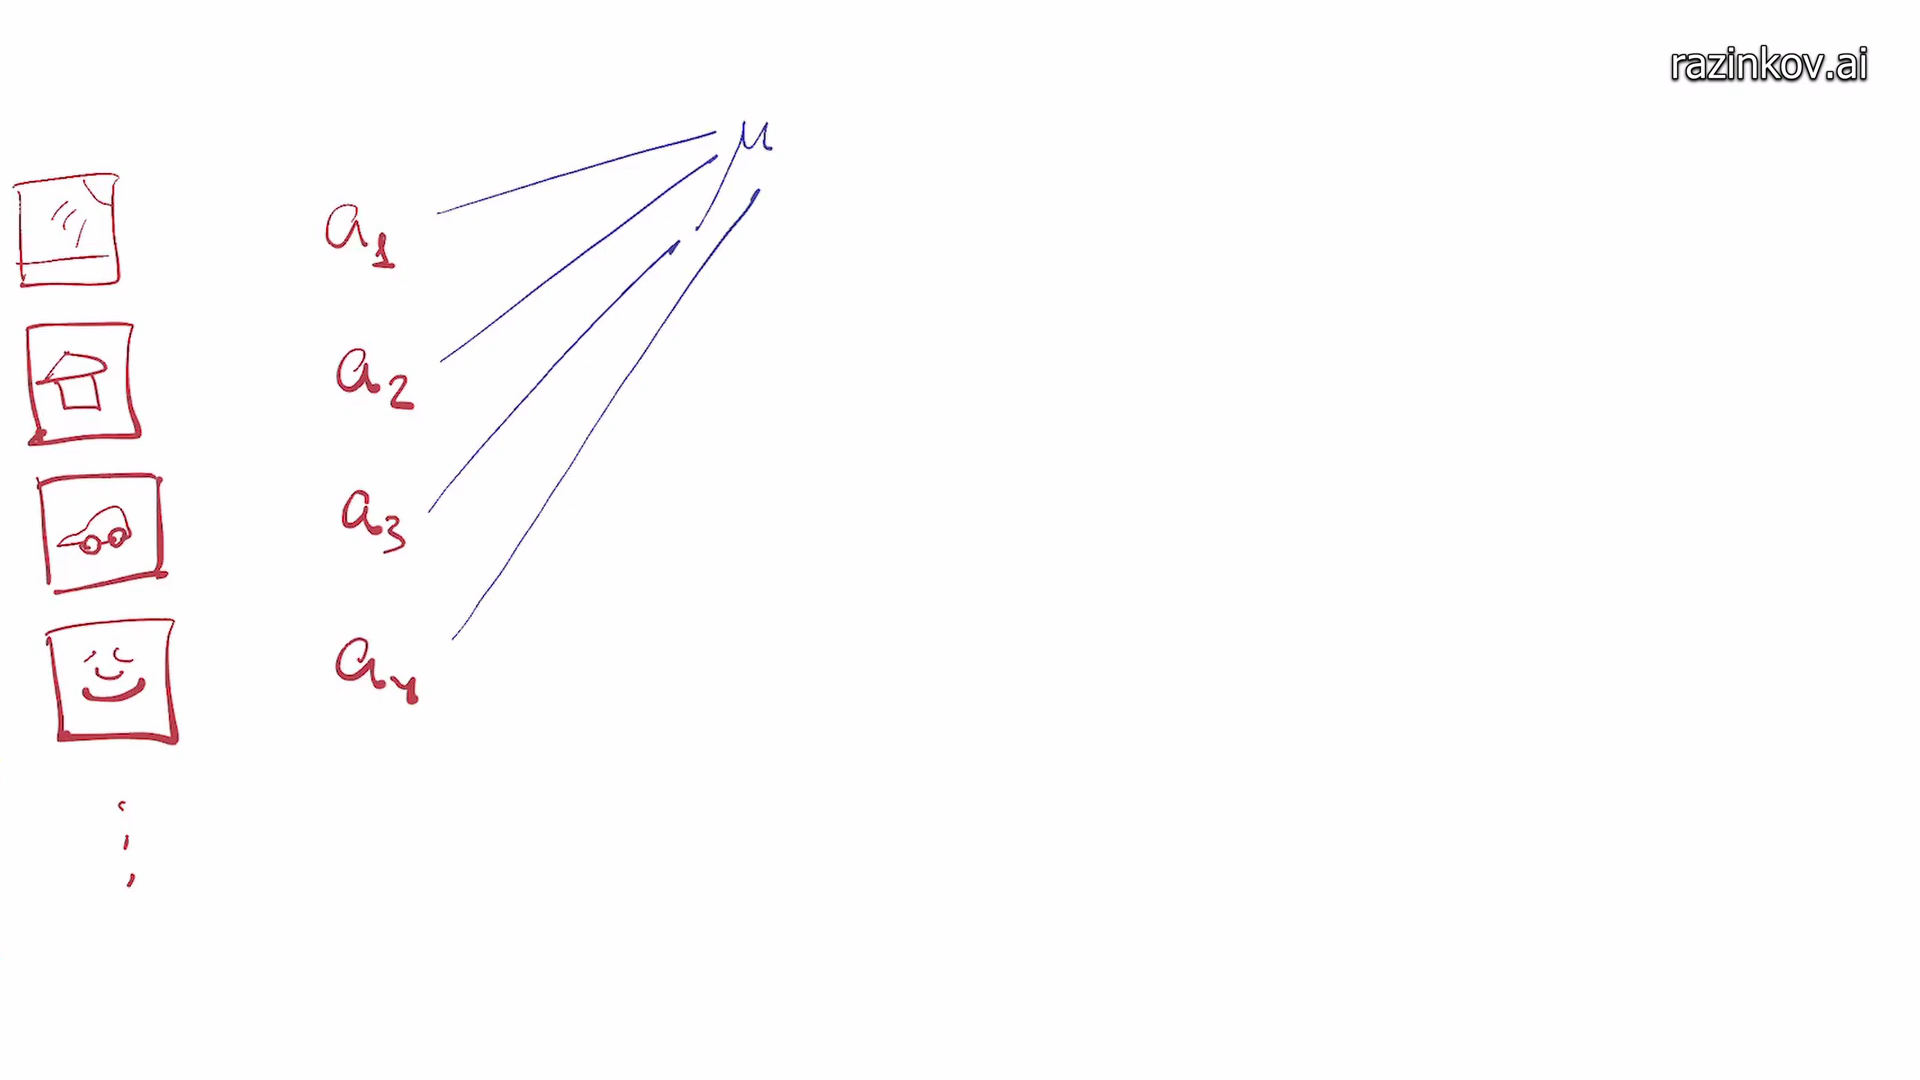 razinkov.ai
μ
a₁
a₂
a₃
a₄